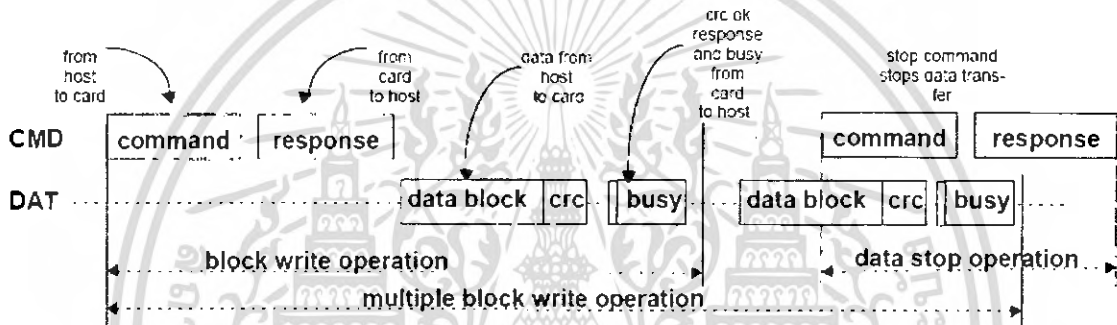 from
host
to card
from
card
to host
data from
host
to card
crc ok
response
and busy
from
card
to host
stop command
stops data trans-
fer
CMD
command
response
command
response
DAT
data block
crc
busy
data block
crc
busy
block write operation
data stop operation
multiple block write operation